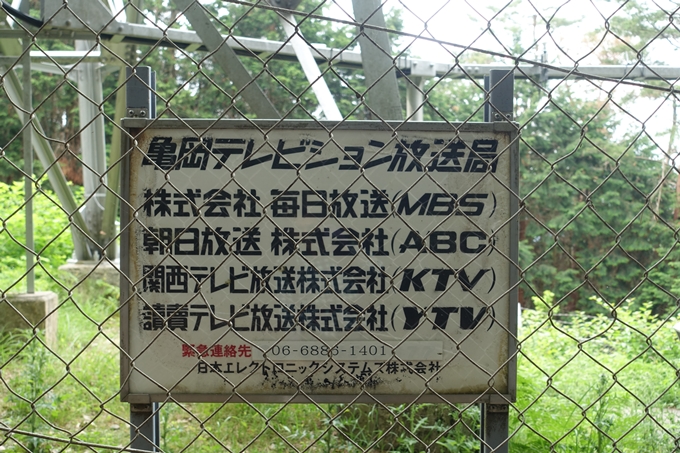 亀岡テレビション放送局
株式会社 毎日放送(MBS)
朝日放送 株式会社(ABC)
関西テレビ放送株式会社(KTV)
讀賣テレビ放送株式会社(YTV)
緊急連絡先 06-6886-1401
日本エレクトロニックシステムズ株式会社